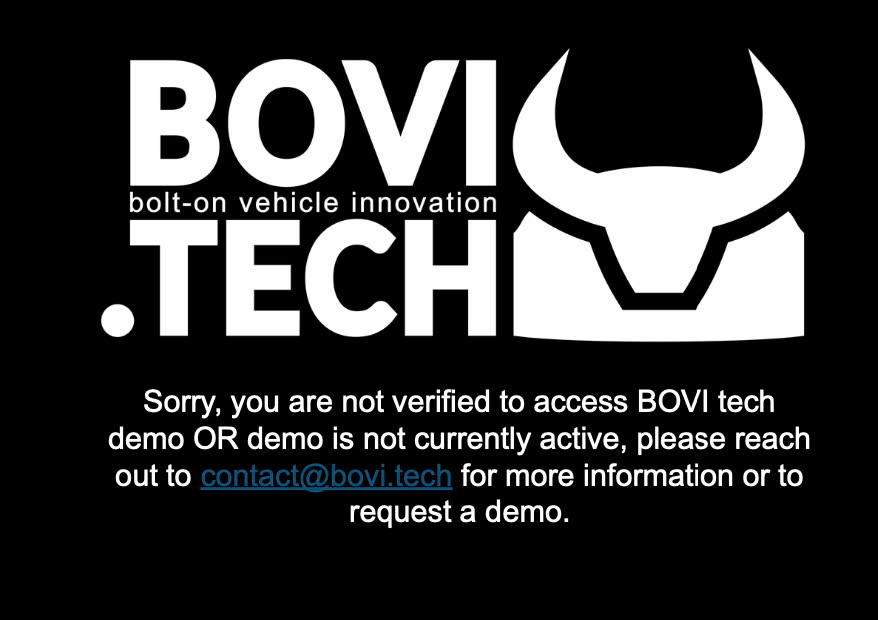 BOVI
bolt-on vehicle innovation
.TECH
Sorry, you are not verified to access BOVI tech
demo OR demo is not currently active, please reach
out to contact@bovi.tech for more information or to
request a demo.